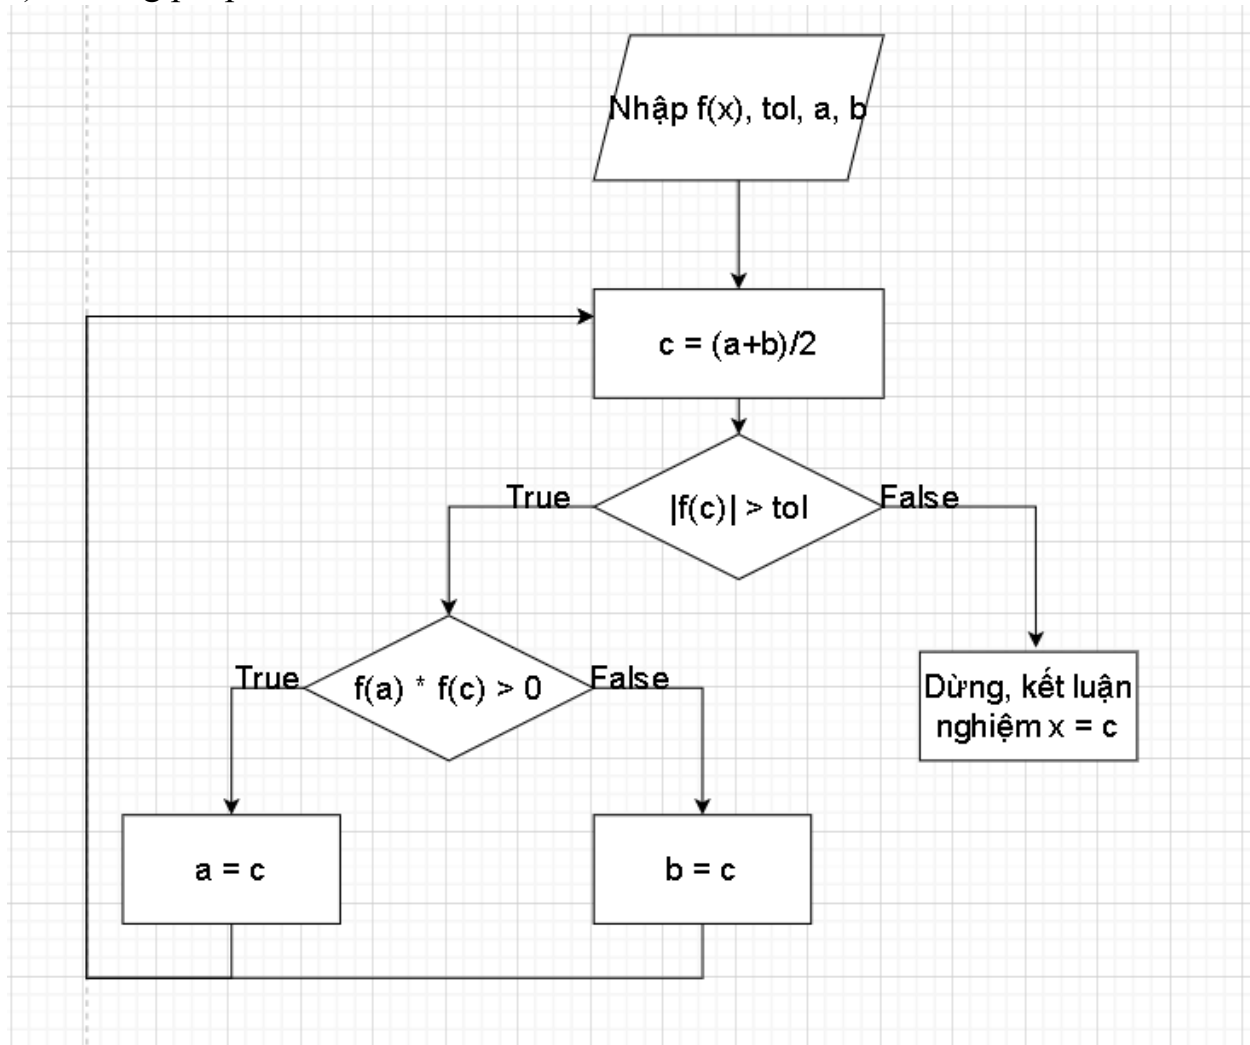 Nhập f(x), tol, a, b
c = (a+b)/2
True
|f(c)| > tol
False
True
f(a) * f(c) > 0
False
Dừng, kết luận
nghiệm x = c
a = c
b = c